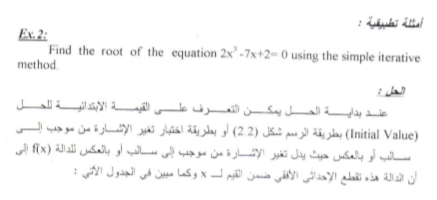 أمثلة تطبيقية :
Ex. 2:
Find the root of the equation 2x³-7x+2= 0 using the simple iterative
method.
الحل :
عند بداية الحل يمكن التعرف على القيمة الابتدائية للحل
(Initial Value) بطريقة الرسم شكل (2.2) أو بطريقة اختبار تغير الإشارة من موجب إلى
سالب أو بالعكس حيث يدل تغير الإشارة من موجب إلى سالب أو بالعكس للدالة f(x) إلى
أن الدالة هذه تقطع الإحداثي الأفقي ضمن القيم لـ x وكما مبين في الجدول الآتي :